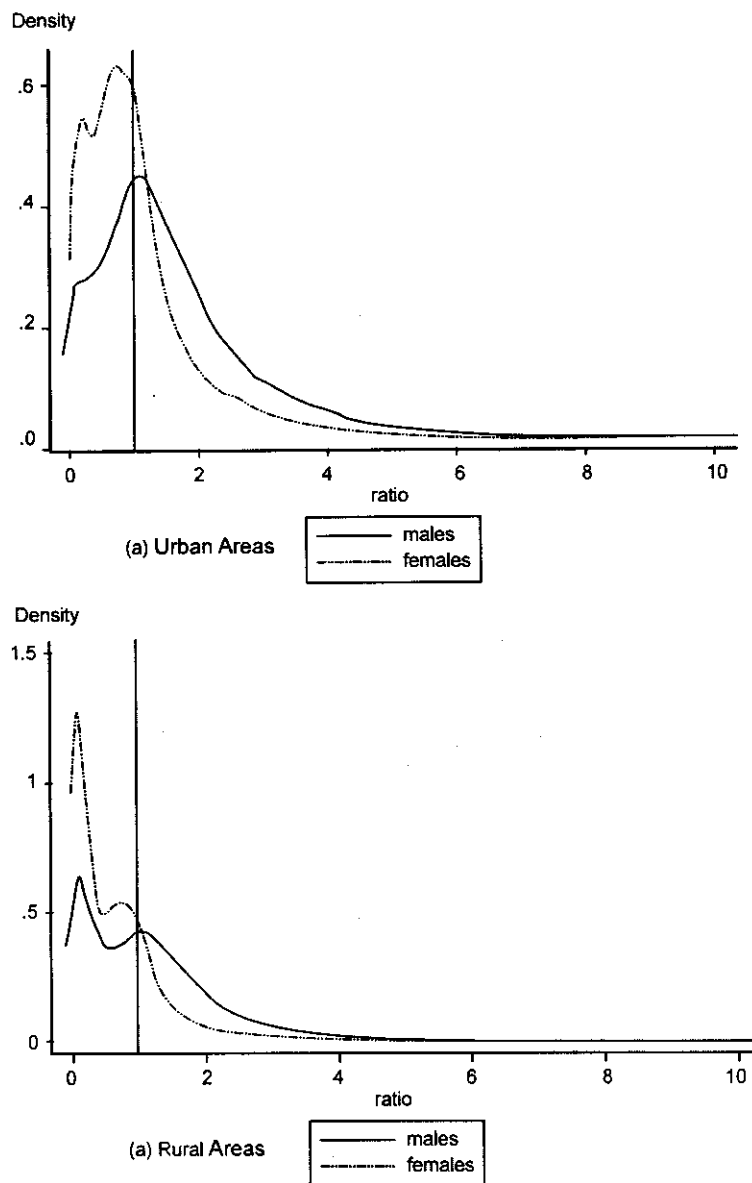 Density
.6
.4
.2
.0
0 2 4 6 8 10
ratio
(a) Urban Areas
males
females
Density
1.5
1
.5
0
0 2 4 6 8 10
ratio
(a) Rural Areas
males
females